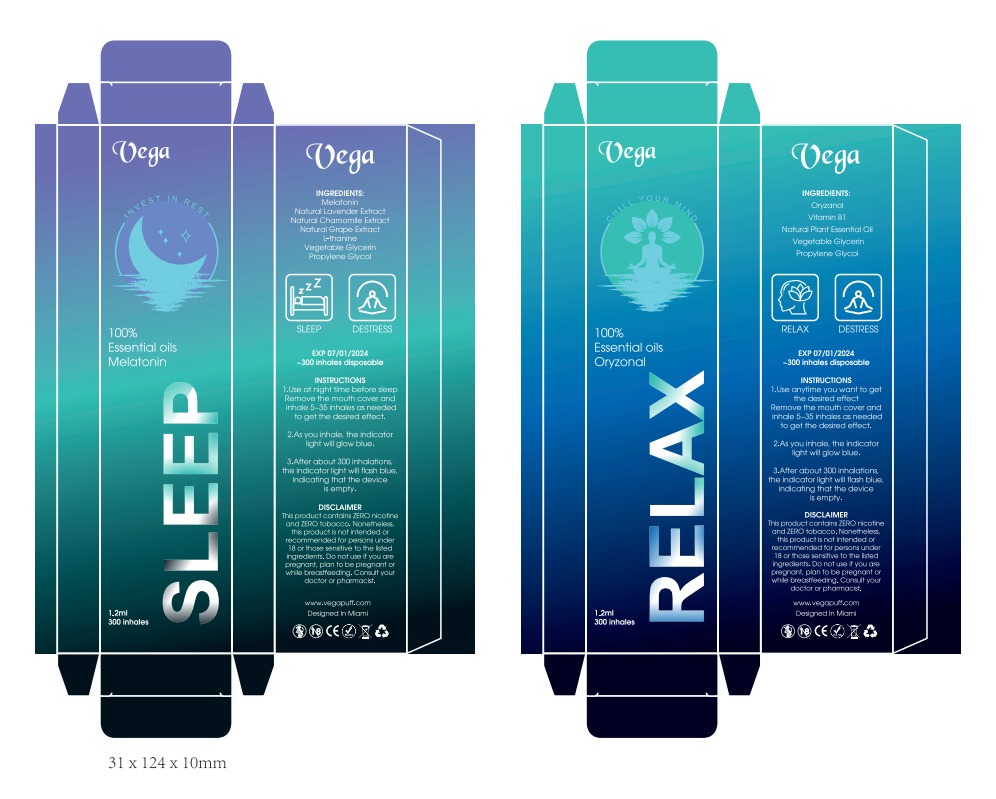 Vega
INVEST IN REST
100%
Essential oils
Melatonin
SLEEP
1.2ml
300 inhales
Vega
INGREDIENTS:
Melatonin
Natural Lavender Extract
Natural Chamomile Extract
Natural Grape Extract
L-thanine
Vegetable Glycerin
Propylene Glycol
zZZ
SLEEP
DESTRESS
EXP 07/01/2024
~300 inhales disposable
INSTRUCTIONS
1.Use at night time before sleep
Remove the mouth cover and
inhale 5-35 inhales as needed
to get the desired effect.
2.As you inhale, the indicator
light will glow blue.
3.After about 300 inhalations,
the indicator light will flash blue,
indicating that the device
is empty.
DISCLAIMER
This product contains ZERO nicotine
and ZERO tobacco. Nonetheless,
this product is not intended or
recommended for persons under
18 or those sensitive to the listed
ingredients. Do not use if you are
pregnant, plan to be pregnant or
while breastfeeding. Consult your
doctor or pharmacist.
www.vegapuff.com
Designed In Miami
18 CE
Vega
CHILL YOUR MIND
100%
Essential oils
Oryzonal
RELAX
1.2ml
300 inhales
Vega
INGREDIENTS:
Oryzanol
Vitamin B1
Natural Plant Essential Oil
Vegetable Glycerin
Propylene Glycol
RELAX
DESTRESS
EXP 07/01/2024
~300 inhales disposable
INSTRUCTIONS
1.Use anytime you want to get
the desired effect
Remove the mouth cover and
inhale 5-35 inhales as needed
to get the desired effect.
2.As you inhale, the indicator
light will glow blue.
3.After about 300 inhalations,
the indicator light will flash blue,
indicating that the device
is empty.
DISCLAIMER
This product contains ZERO nicotine
and ZERO tobacco. Nonetheless,
this product is not intended or
recommended for persons under
18 or those sensitive to the listed
ingredients. Do not use if you are
pregnant, plan to be pregnant or
while breastfeeding. Consult your
doctor or pharmacist.
www.vegapuff.com
Designed In Miami
18 CE
31 x 124 x 10mm